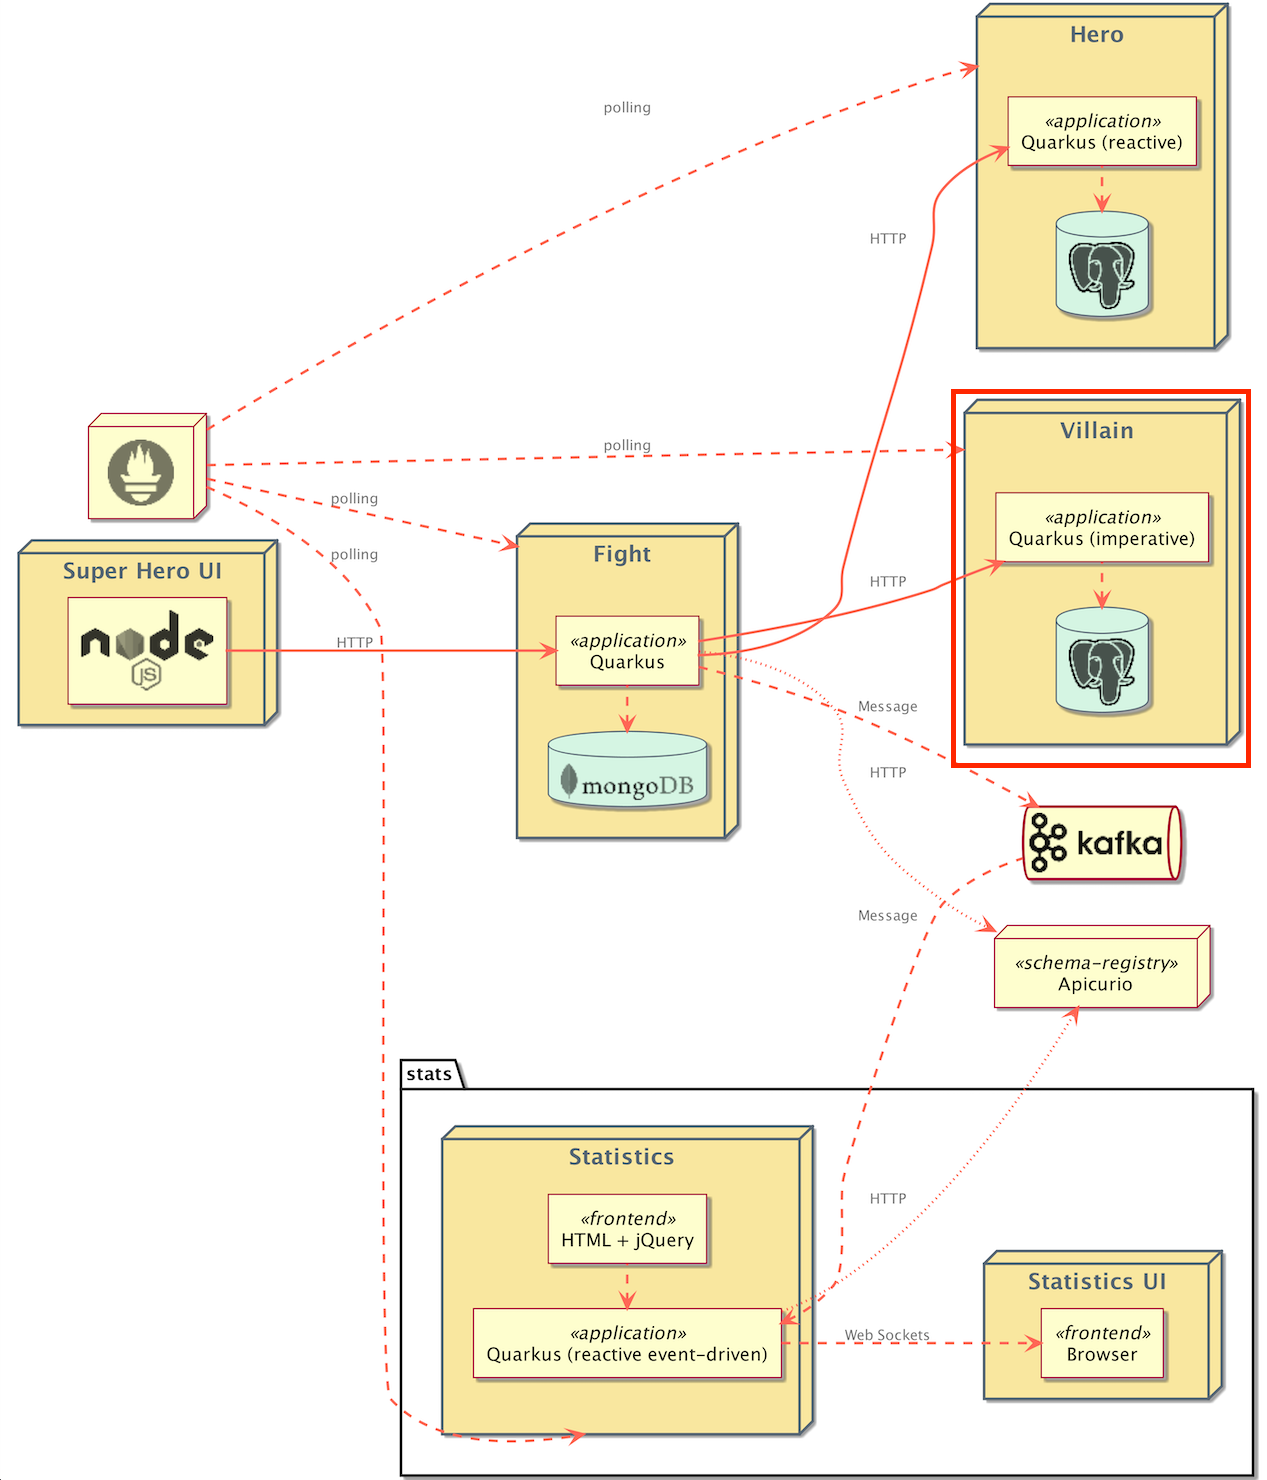 Hero
polling
«application»
Quarkus (reactive)
HTTP
polling
Villain
polling
«application»
Quarkus (imperative)
polling
Fight
Super Hero UI
node
JS
HTTP
«application»
Quarkus
HTTP
Message
mongoDB
HTTP
kafka
Message
«schema-registry»
Apicurio
stats
Statistics
«frontend»
HTML + jQuery
HTTP
«application»
Quarkus (reactive event-driven)
Web Sockets
Statistics UI
«frontend»
Browser